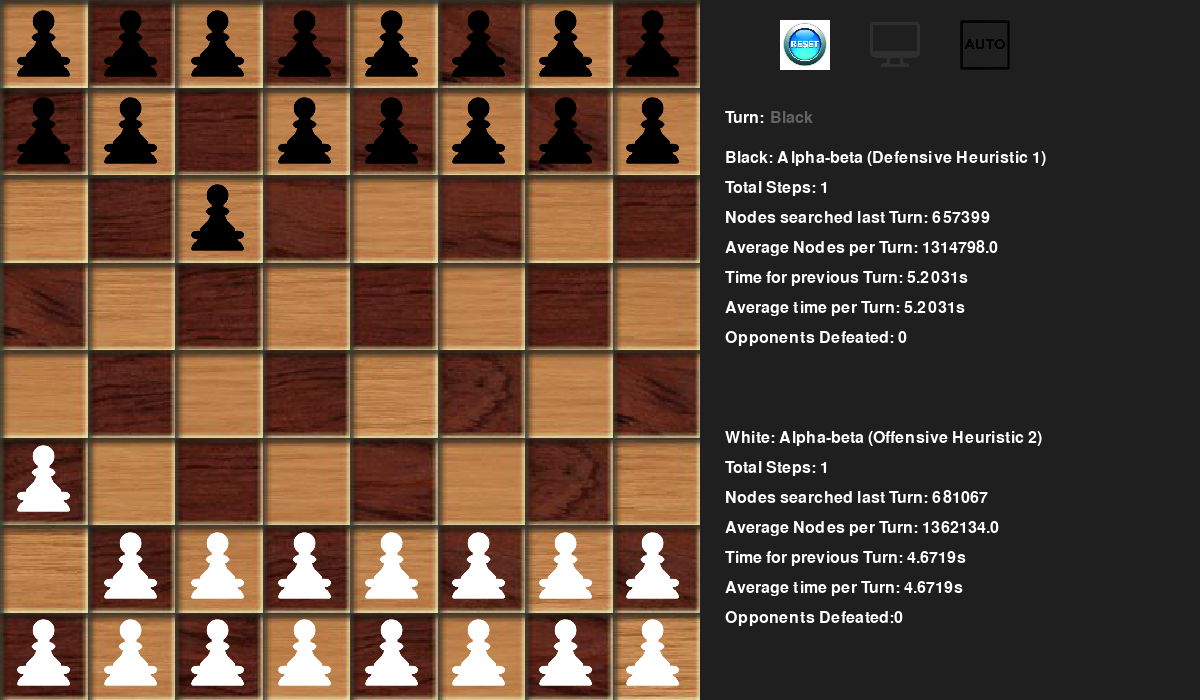 RESET
AUTO
Turn: Black
Black: Alpha-beta (Defensive Heuristic 1)
Total Steps: 1
Nodes searched last Turn: 657399
Average Nodes per Turn: 1314798.0
Time for previous Turn: 5.2031s
Average time per Turn: 5.2031s
Opponents Defeated: 0
White: Alpha-beta (Offensive Heuristic 2)
Total Steps: 1
Nodes searched last Turn: 681067
Average Nodes per Turn: 1362134.0
Time for previous Turn: 4.6719s
Average time per Turn: 4.6719s
Opponents Defeated:0